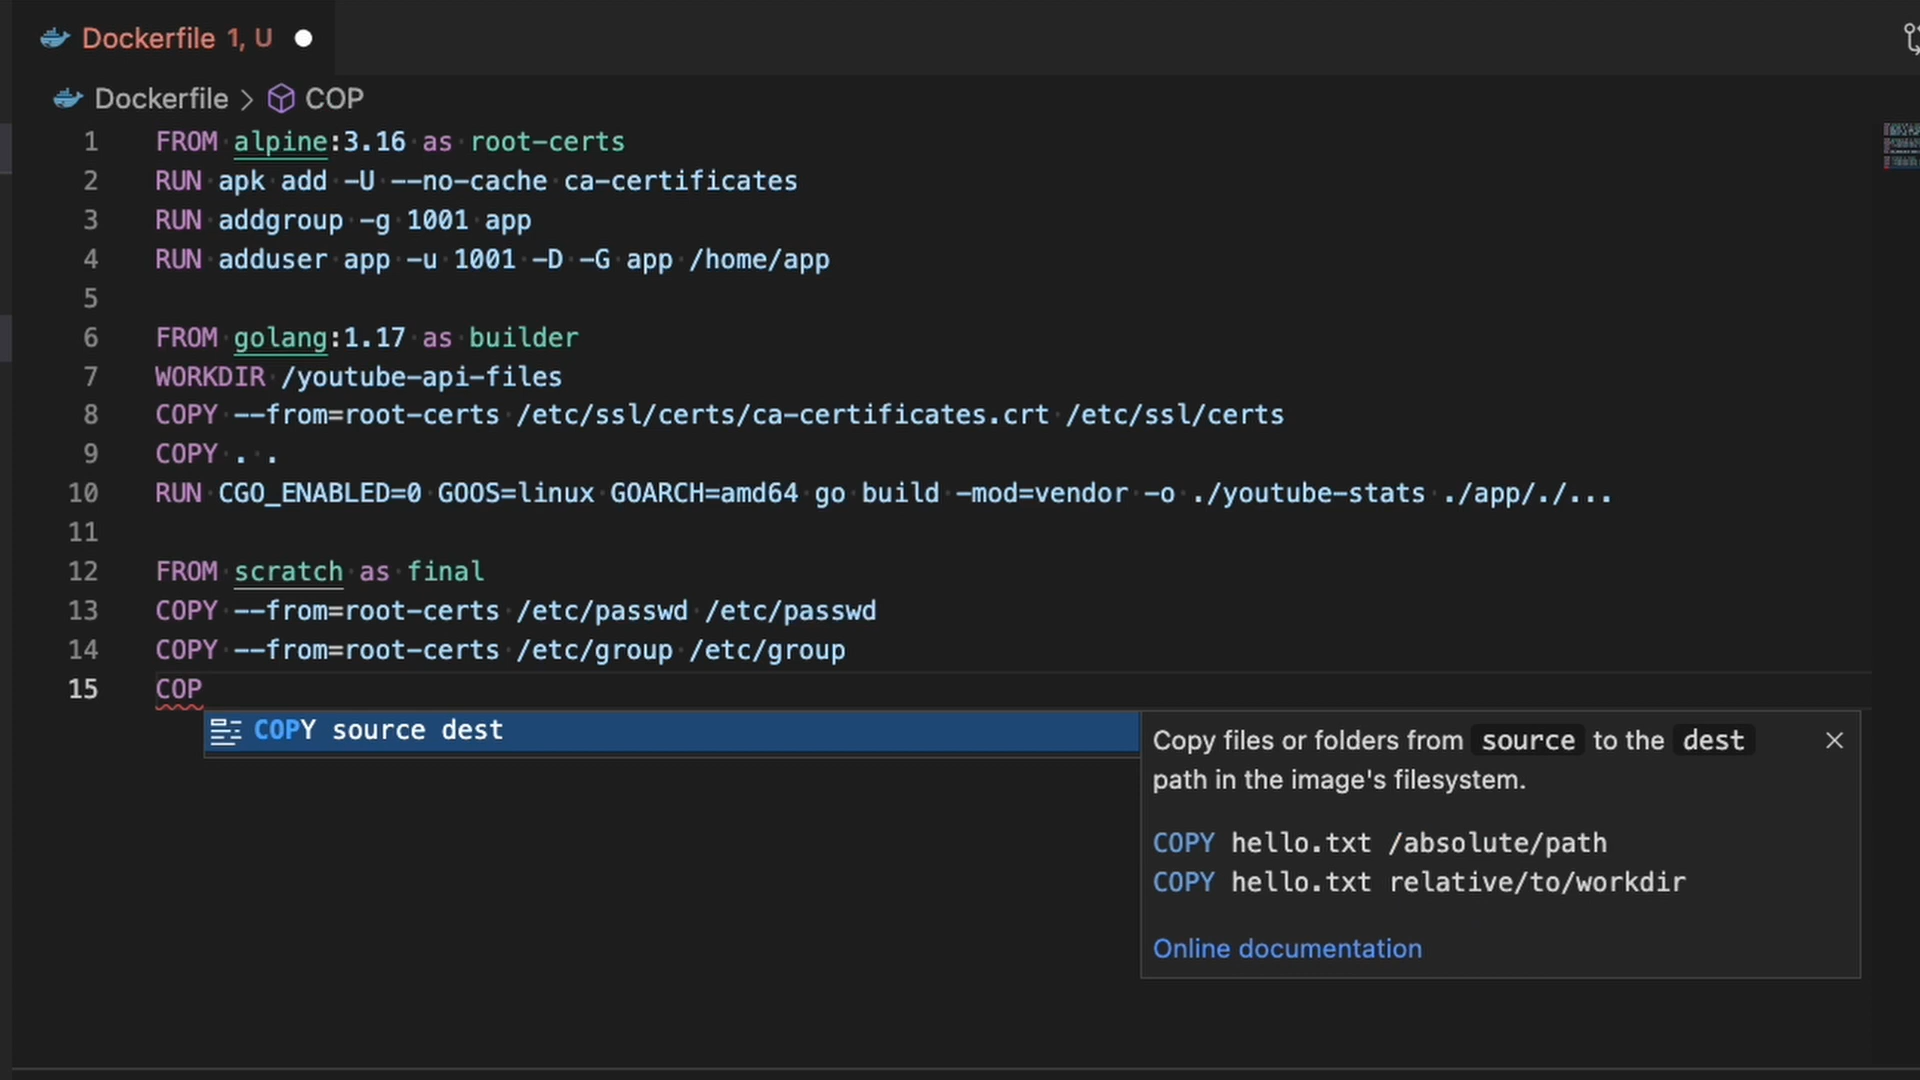 Dockerfile 1, U
Dockerfile > COP
1 FROM alpine:3.16 as root-certs
2 RUN apk add -U --no-cache ca-certificates
3 RUN addgroup -g 1001 app
4 RUN adduser app -u 1001 -D -G app /home/app
5
6 FROM golang:1.17 as builder
7 WORKDIR /youtube-api-files
8 COPY --from=root-certs /etc/ssl/certs/ca-certificates.crt /etc/ssl/certs
9 COPY . .
10 RUN CGO_ENABLED=0 GOOS=linux GOARCH=amd64 go build -mod=vendor -o ./youtube-stats ./app/./...
11
12 FROM scratch as final
13 COPY --from=root-certs /etc/passwd /etc/passwd
14 COPY --from=root-certs /etc/group /etc/group
15 COP
COPY source dest
Copy files or folders from source to the dest
path in the image's filesystem.
COPY hello.txt /absolute/path
COPY hello.txt relative/to/workdir
Online documentation